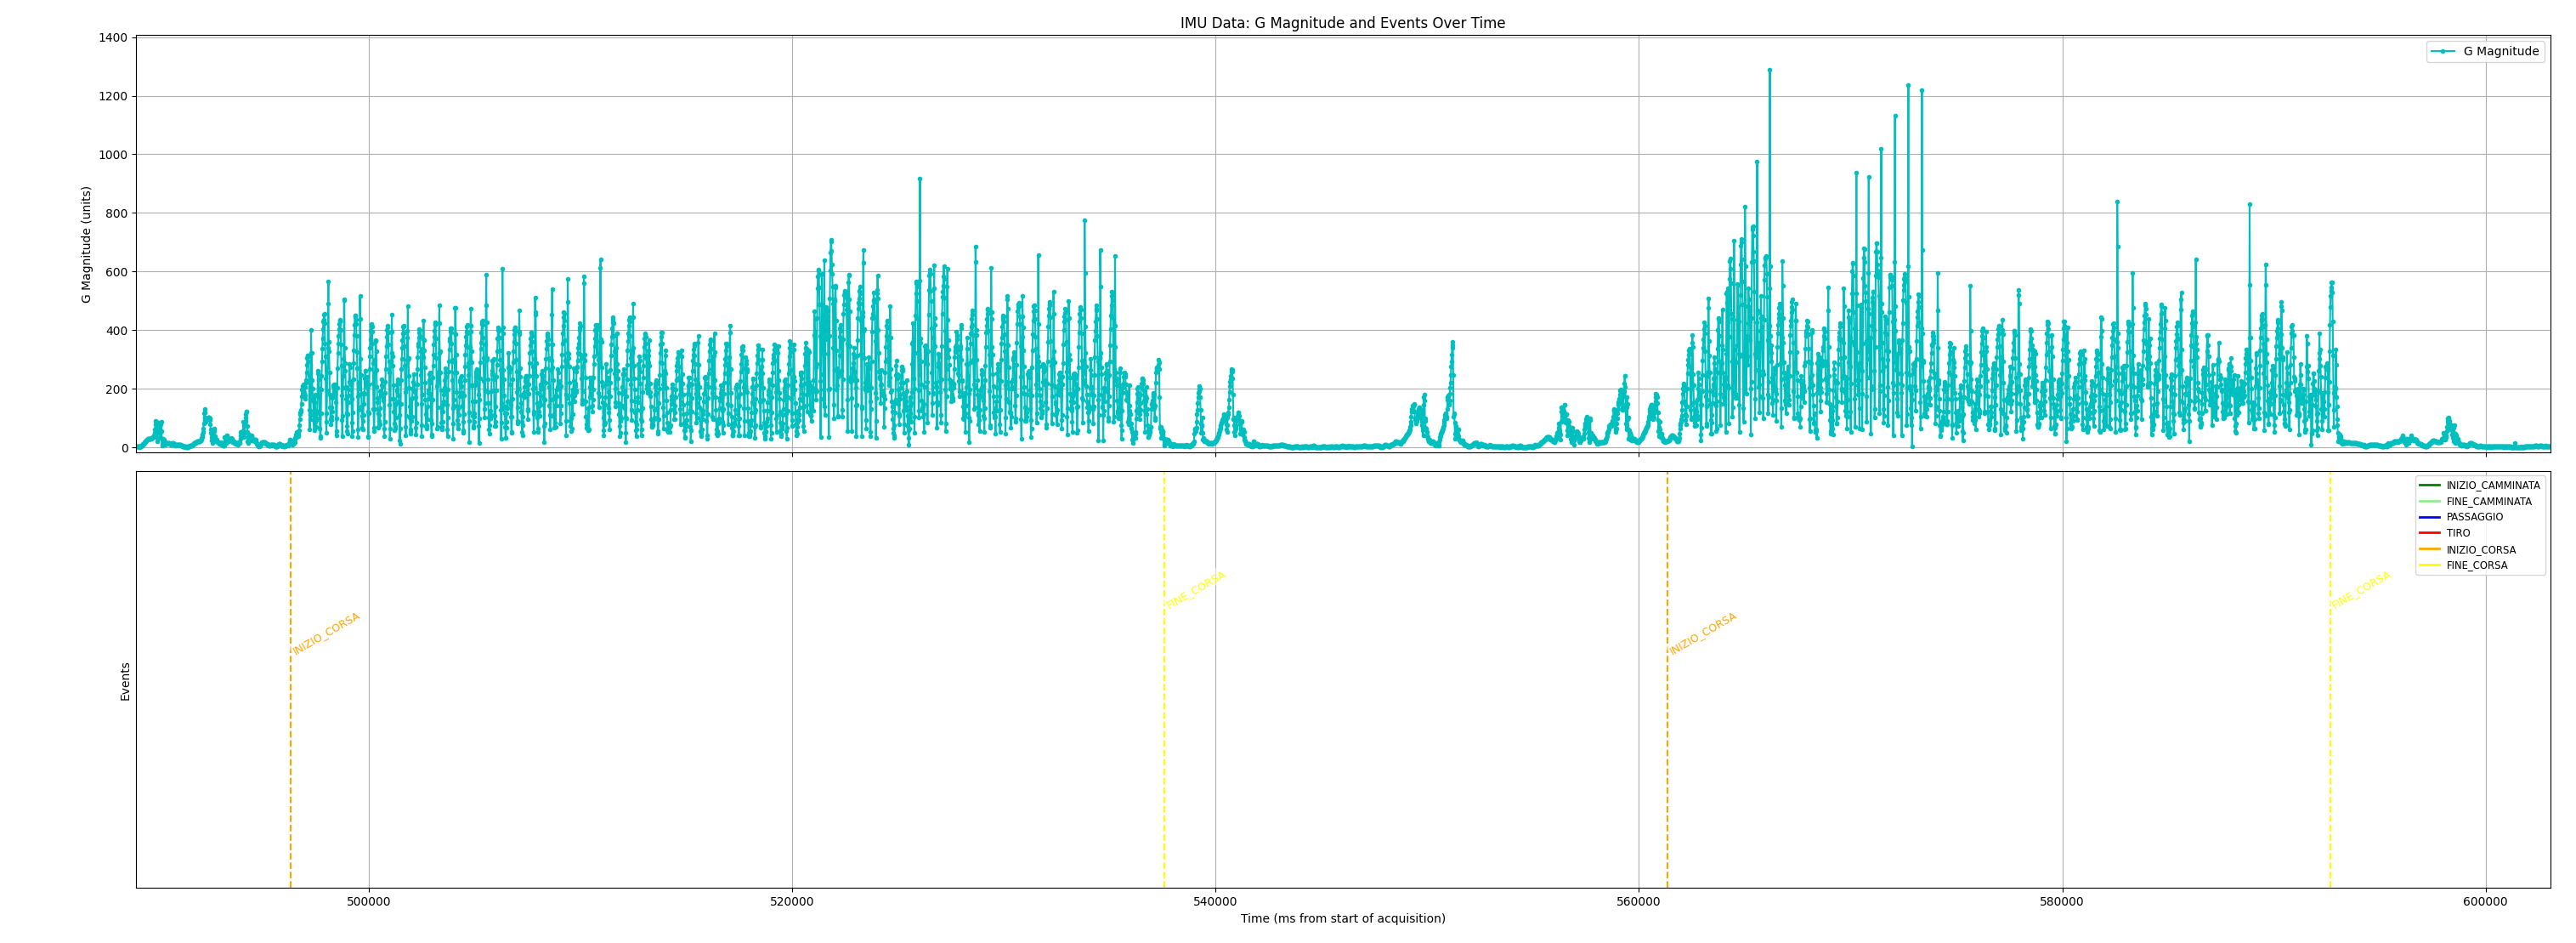 IMU Data: G Magnitude and Events Over Time
G Magnitude (units)
1400
1200
1000
800
600
400
200
0
G Magnitude
Events
INIZIO_CORSA
FINE_CORSA
INIZIO_CORSA
FINE_CORSA
INIZIO_CAMMINATA
FINE_CAMMINATA
PASSAGGIO
TIRO
INIZIO_CORSA
FINE_CORSA
500000 520000 540000 560000 580000 600000
Time (ms from start of acquisition)